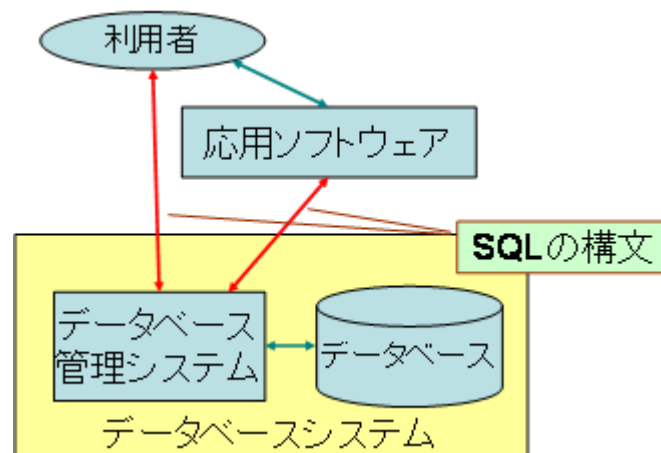 利用者
応用ソフトウェア
SQLの構文
データベース
管理システム
データベース
データベースシステム